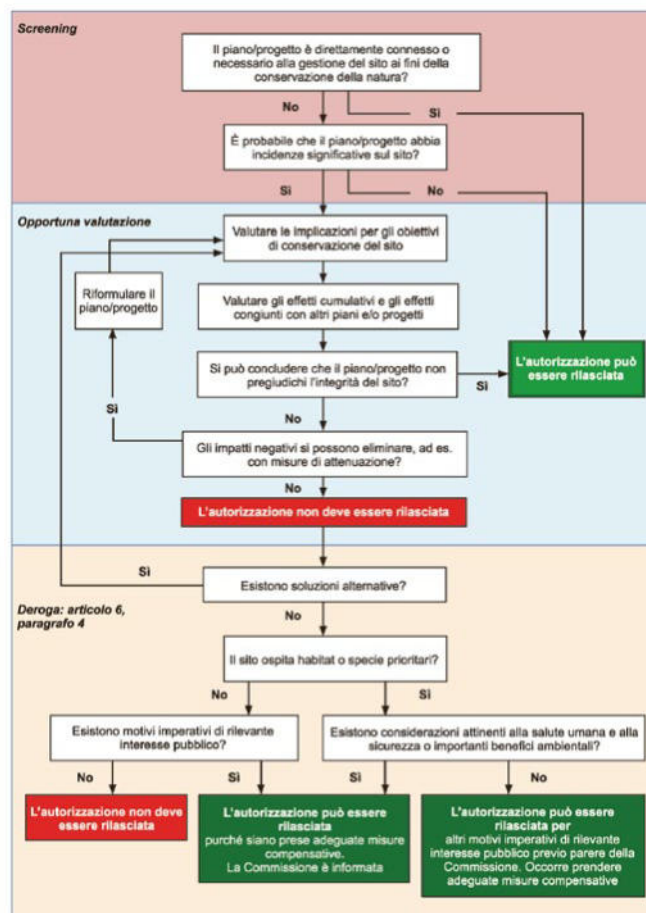 Screening
Il piano/progetto è direttamente connesso o
necessario alla gestione del sito ai fini della
conservazione della natura?
No
Sì
È probabile che il piano/progetto abbia
incidenze significative sul sito?
Sì
No
Opportuna valutazione
Valutare le implicazioni per gli obiettivi
di conservazione del sito
Riformulare il
piano/progetto
Valutare gli effetti cumulativi e gli effetti
congiunti con altri piani e/o progetti
Si può concludere che il piano/progetto non
pregiudichi l'integrità del sito?
Sì
L'autorizzazione può
essere rilasciata
Sì
No
Gli impatti negativi si possono eliminare, ad es.
con misure di attenuazione?
No
L'autorizzazione non deve essere rilasciata
Sì
Esistono soluzioni alternative?
Deroga: articolo 6,
paragrafo 4
No
Il sito ospita habitat o specie prioritari?
No
Sì
Esistono motivi imperativi di rilevante
interesse pubblico?
Esistono considerazioni attinenti alla salute umana e alla
sicurezza o importanti benefici ambientali?
No
Sì
Sì
No
L'autorizzazione non deve
essere rilasciata
L'autorizzazione può essere
rilasciata
purché siano prese adeguate misure
compensative.
La Commissione è informata
L'autorizzazione può essere
rilasciata per
altri motivi imperativi di rilevante
interesse pubblico previo parere della
Commissione. Occorre prendere
adeguate misure compensative